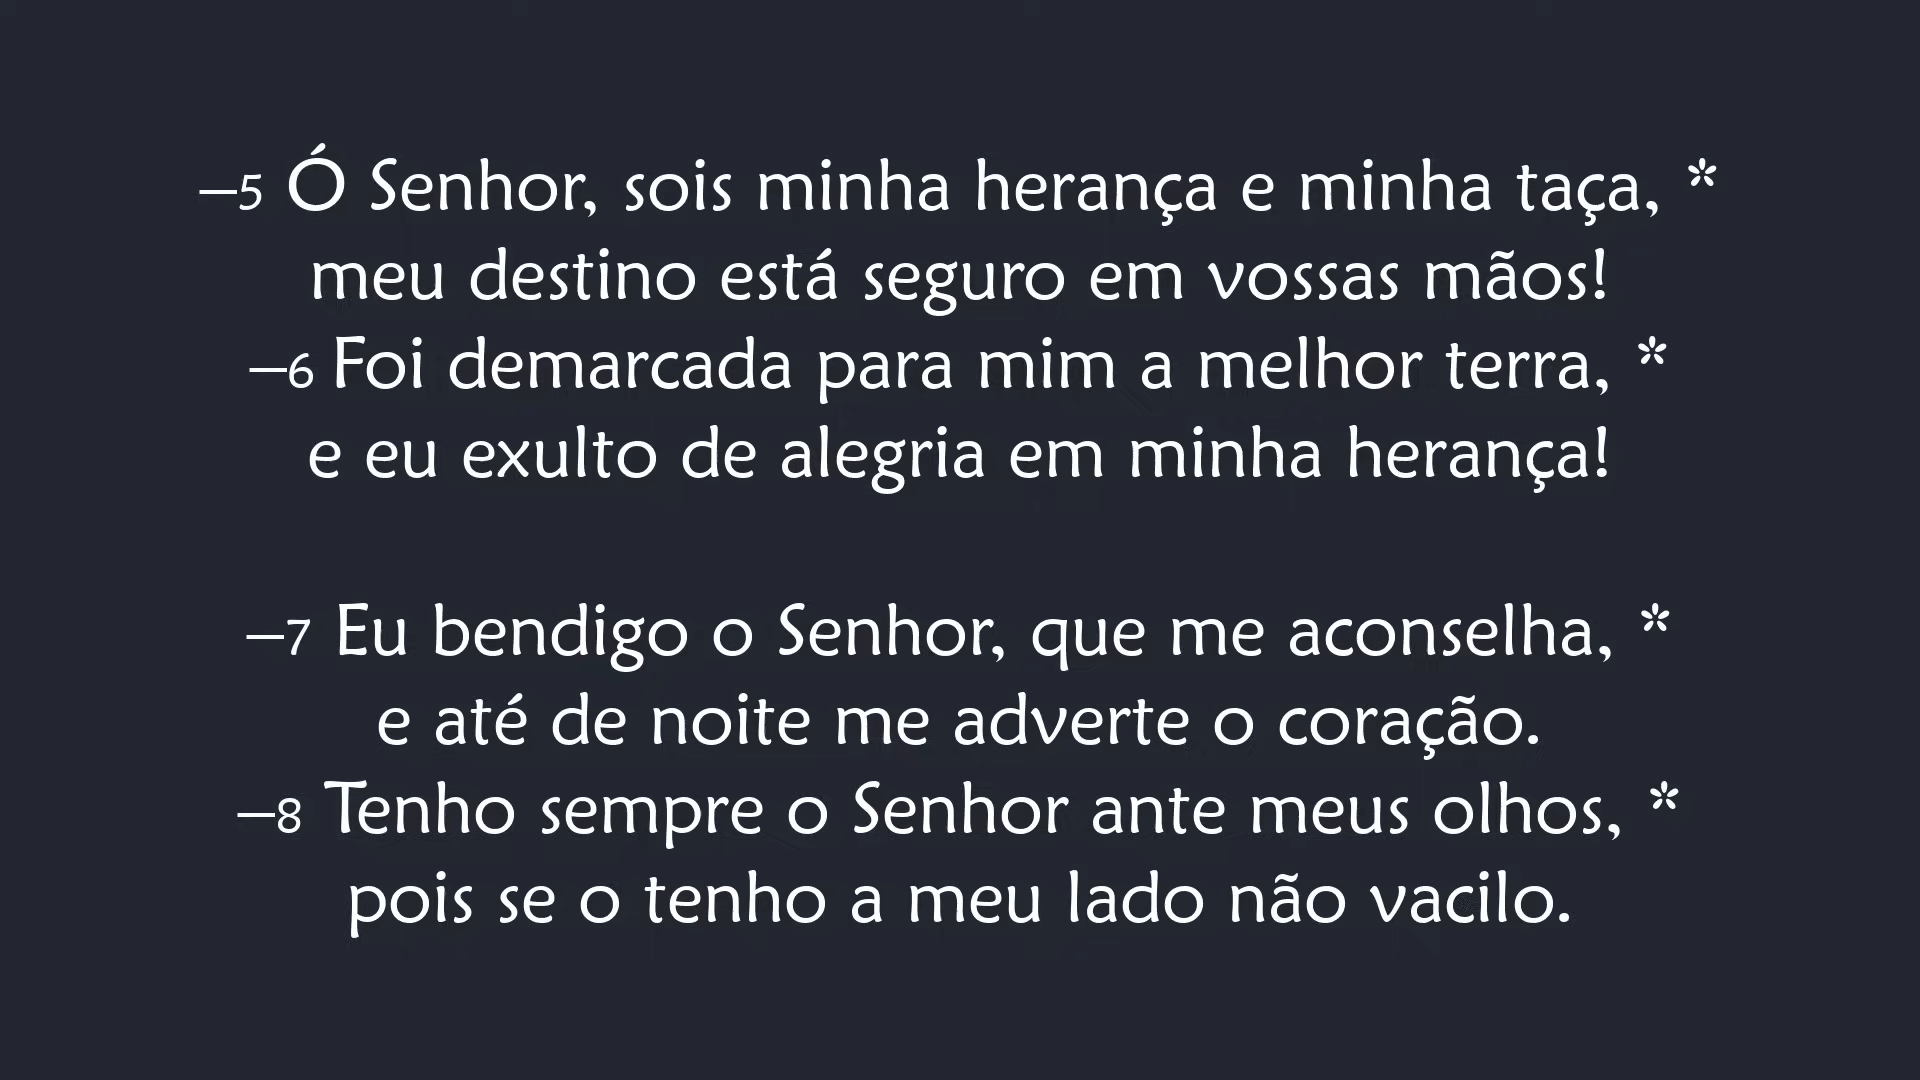 –5 Ó Senhor, sois minha herança e minha taça, *
meu destino está seguro em vossas mãos!
–6 Foi demarcada para mim a melhor terra, *
e eu exulto de alegria em minha herança!
–7 Eu bendigo o Senhor, que me aconselha, *
e até de noite me adverte o coração.
–8 Tenho sempre o Senhor ante meus olhos, *
pois se o tenho a meu lado não vacilo.